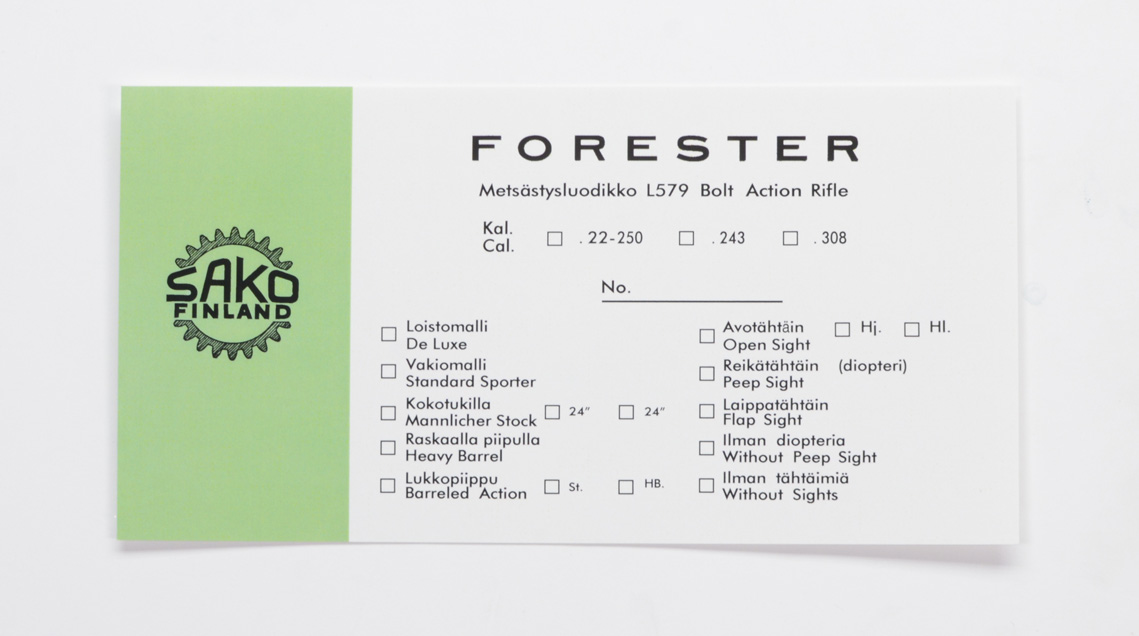 SAKO
FINLAND
FORESTER
Metsästysluodikko L579 Bolt Action Rifle
Kal.
Cal.
.22-250
.243
.308
No.
Loistomalli
De Luxe
Vakiomalli
Standard Sporter
Kokotukilla
Mannlicher Stock 24" 24"
Raskaalla piipulla
Heavy Barrel
Lukkopiippu
Barreled Action St. HB.
Avotähtäin Hj. Hl.
Open Sight
Reikätähtäin (diopteri)
Peep Sight
Laippatähtäin
Flap Sight
Ilman diopteria
Without Peep Sight
Ilman tähtäimiä
Without Sights